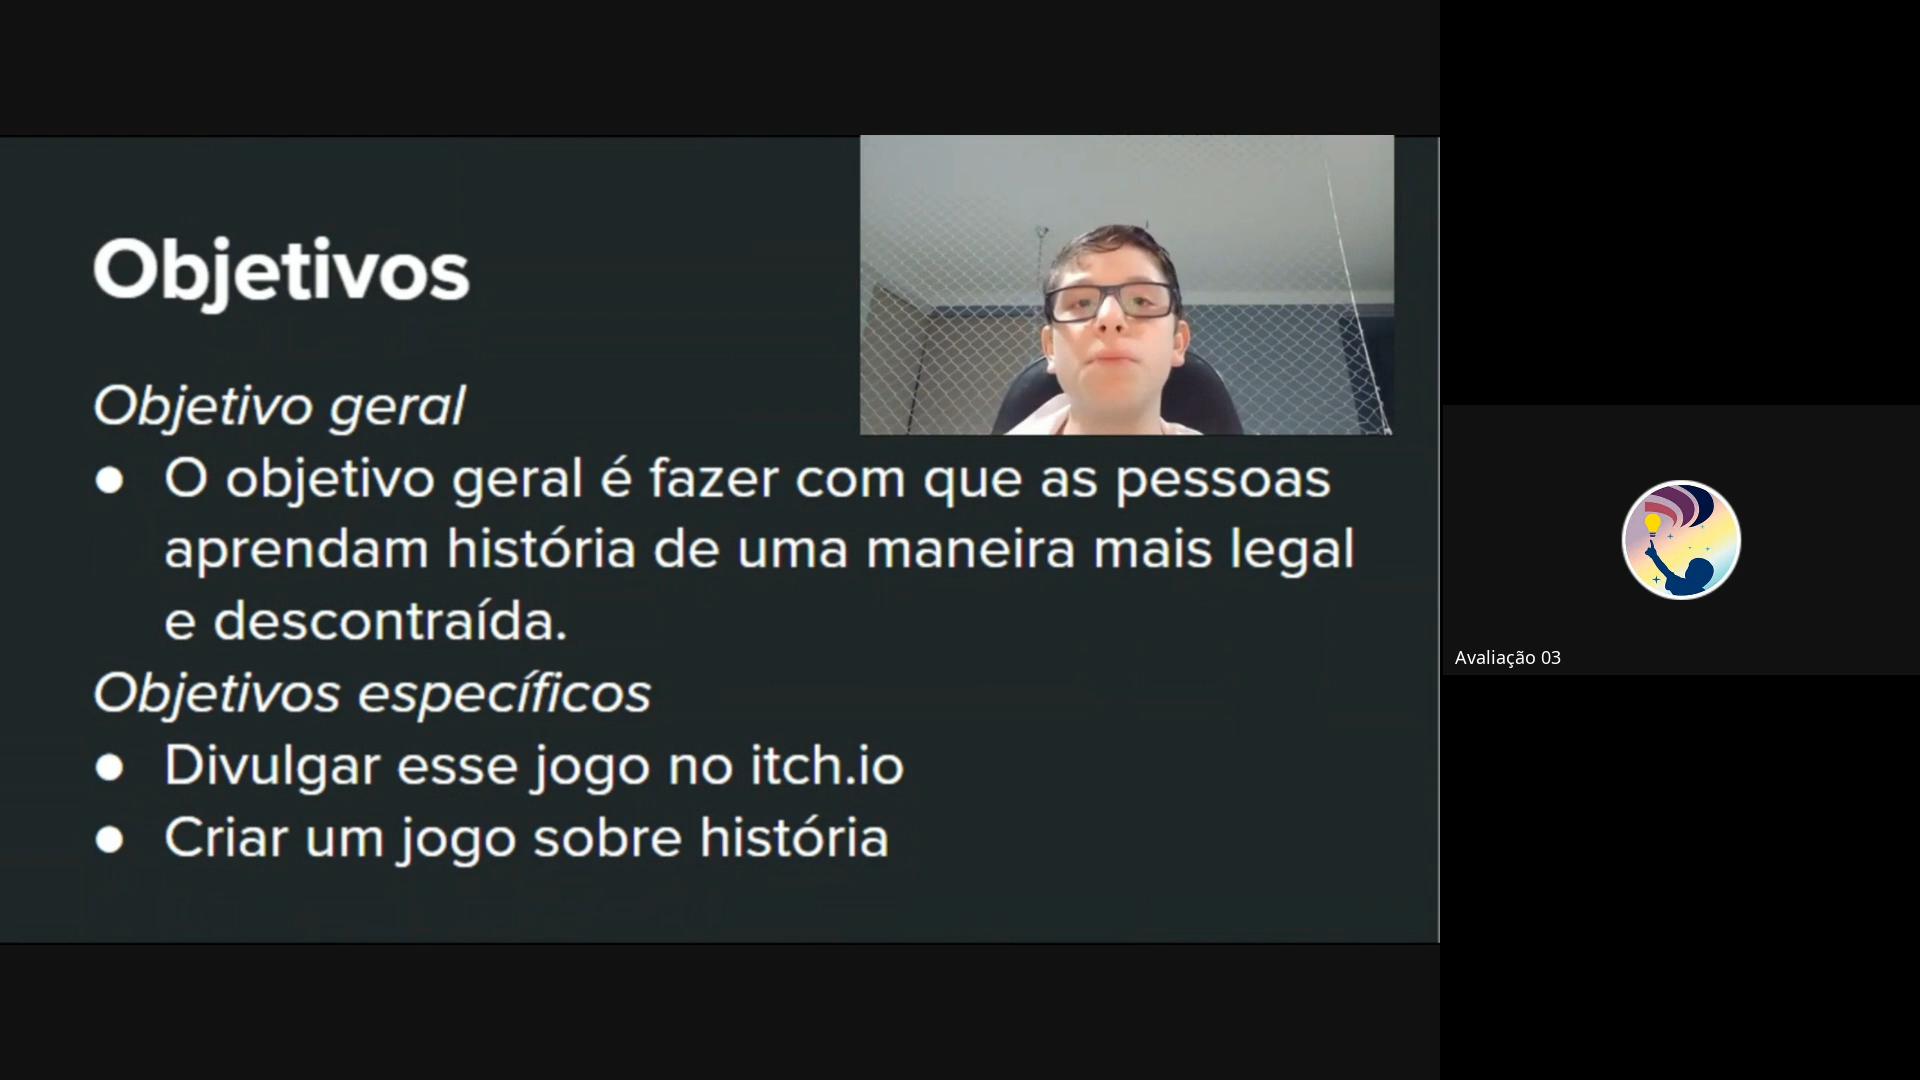 Objetivos
Objetivo geral
● O objetivo geral é fazer com que as pessoas
aprendam história de uma maneira mais legal
e descontraída.
Objetivos específicos
● Divulgar esse jogo no itch.io
● Criar um jogo sobre história
Avaliação 03